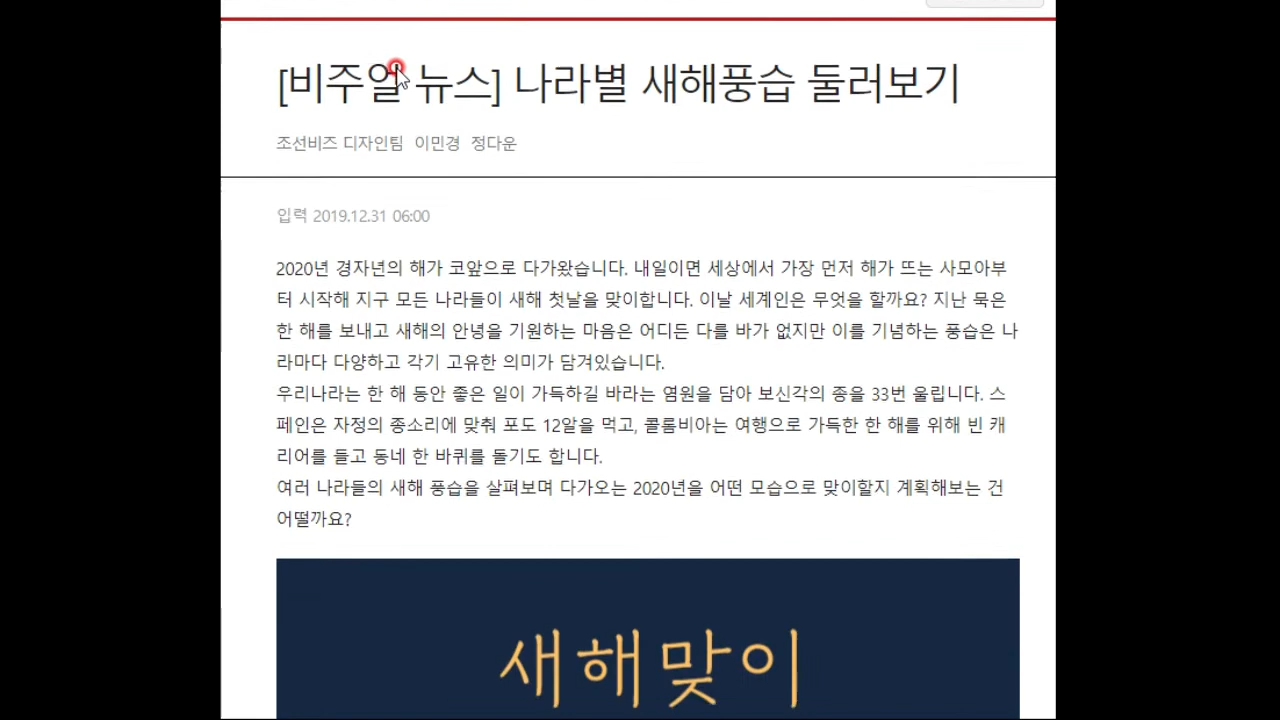 [비주얼 뉴스] 나라별 새해풍습 둘러보기
조선비즈 디자인팀 이민경 정다운
입력 2019.12.31 06:00
2020년 경자년의 해가 코앞으로 다가왔습니다. 내일이면 세상에서 가장 먼저 해가 뜨는 사모아부
터 시작해 지구 모든 나라들이 새해 첫날을 맞이합니다. 이날 세계인은 무엇을 할까요? 지난 묵은
한 해를 보내고 새해의 안녕을 기원하는 마음은 어디든 다를 바가 없지만 이를 기념하는 풍습은 나
라마다 다양하고 각기 고유한 의미가 담겨있습니다.
우리나라는 한 해 동안 좋은 일이 가득하길 바라는 염원을 담아 보신각의 종을 33번 울립니다. 스
페인은 자정의 종소리에 맞춰 포도 12알을 먹고, 콜롬비아는 여행으로 가득한 한 해를 위해 빈 캐
리어를 들고 동네 한 바퀴를 돌기도 합니다.
여러 나라들의 새해 풍습을 살펴보며 다가오는 2020년을 어떤 모습으로 맞이할지 계획해보는 건
어떨까요?
새해맞이